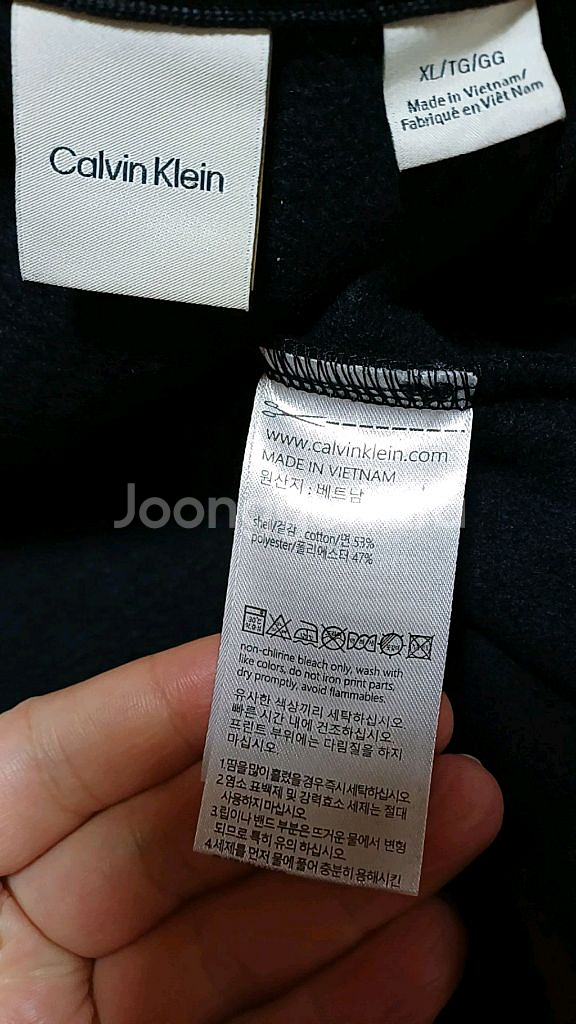 Calvin Klein
XL/TG/GG
Made in Vietnam/
Fabriqué en Viêt Nam
www.calvinklein.com
MADE IN VIETNAM
원산지 : 베트남
Joon
shell/겉감 cotton/면 53%
polyester/폴리에스터 47%
non-chlirine bleach only, wash with
like colors, do not iron print parts,
dry promptly, avoid flammables.
유사한 색상끼리 세탁하십시오.
빠른 시간 내에 건조하십시오.
프린트 부위에는 다림질을 하지
마십시오.
1.땀을 많이 흘렸을 경우 즉시 세탁하십시오
2.염소 표백제 및 강력효소 세제는 절대
사용하지 마십시오
3.립이나 밴드 부분은 뜨거운 물에서 변형
되므로 특히 유의 하십시오
4.세제를 먼저 물에 풀어 충분히 용해시킨